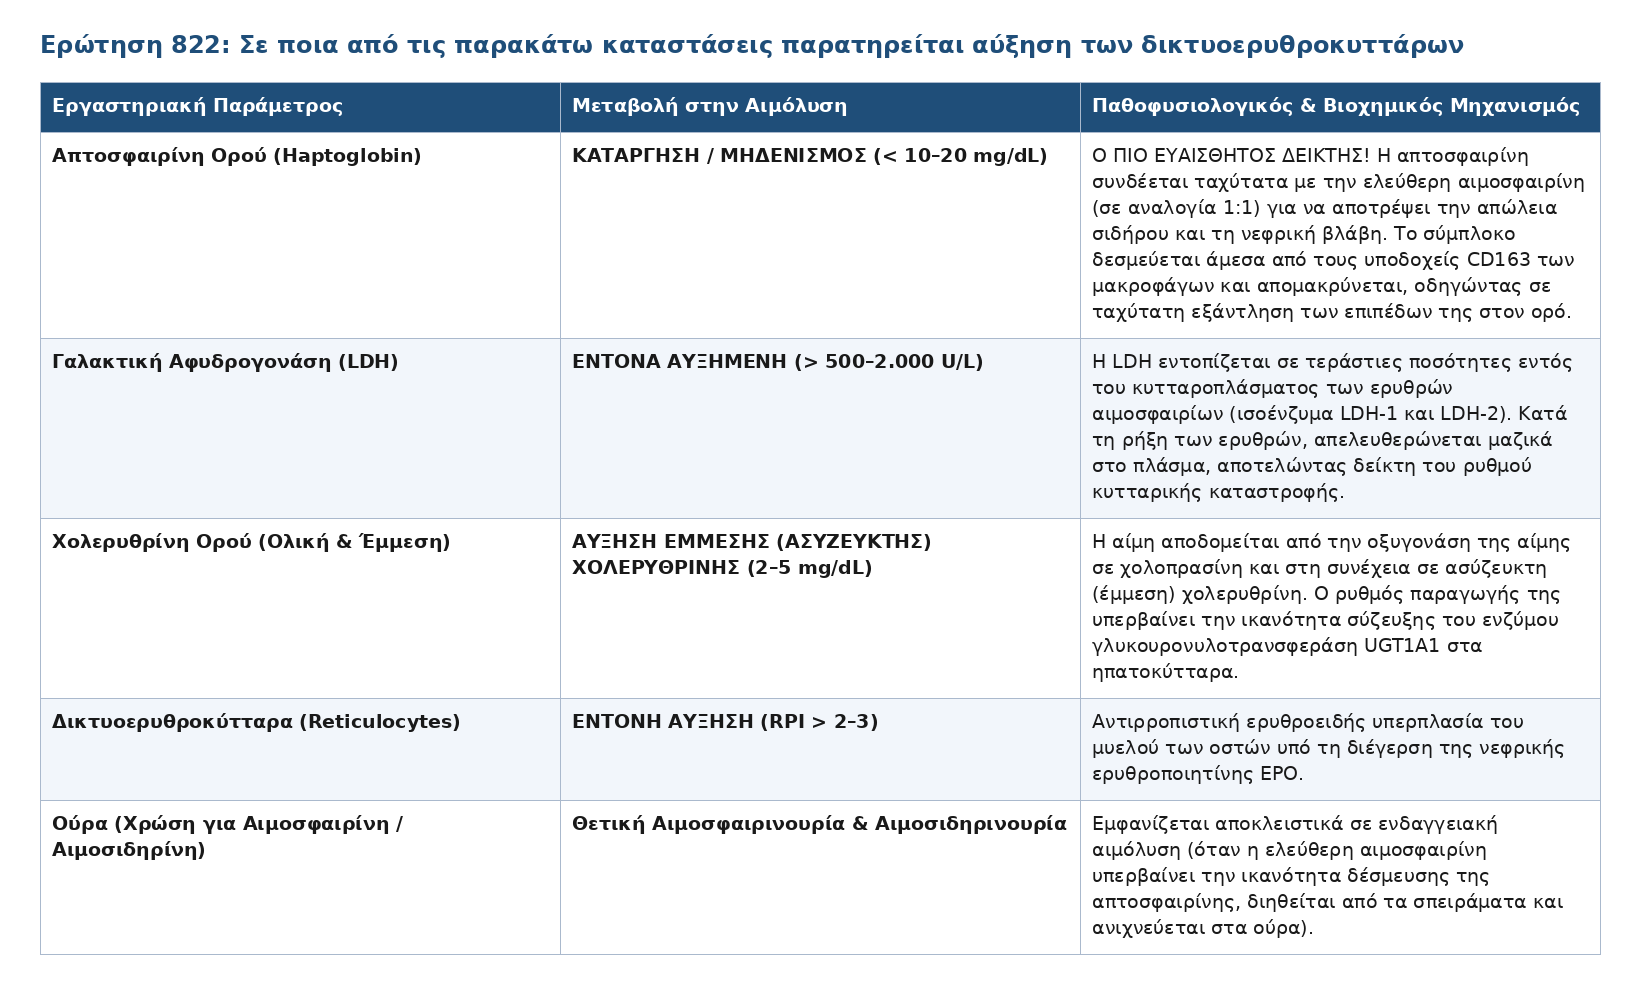 Ερώτηση 822: Σε ποια από τις παρακάτω καταστάσεις παρατηρείται αύξηση των δικτυοερυθροκυττάρων
Εργαστηριακή Παράμετρος
Μεταβολή στην Αιμόλυση
Παθοφυσιολογικός & Βιοχημικός Μηχανισμός
Απτοσφαιρίνη Ορού (Haptoglobin)
ΚΑΤΑΡΓΗΣΗ / ΜΗΔΕΝΙΣΜΟΣ (< 10–20 mg/dL)
Ο ΠΙΟ ΕΥΑΙΣΘΗΤΟΣ ΔΕΙΚΤΗΣ! Η απτοσφαιρίνη
συνδέεται ταχύτατα με την ελεύθερη αιμοσφαιρίνη
(σε αναλογία 1:1) για να αποτρέψει την απώλεια
σιδήρου και τη νεφρική βλάβη. Το σύμπλοκο
δεσμεύεται άμεσα από τους υποδοχείς CD163 των
μακροφάγων και απομακρύνεται, οδηγώντας σε
ταχύτατη εξάντληση των επιπέδων της στον ορό.
Γαλακτική Αφυδρογονάση (LDH)
ΕΝΤΟΝΑ ΑΥΞΗΜΕΝΗ (> 500–2.000 U/L)
Η LDH εντοπίζεται σε τεράστιες ποσότητες εντός
του κυτταροπλάσματος των ερυθρών
αιμοσφαιρίων (ισοένζυμα LDH-1 και LDH-2). Κατά
τη ρήξη των ερυθρών, απελευθερώνεται μαζικά
στο πλάσμα, αποτελώντας δείκτη του ρυθμού
κυτταρικής καταστροφής.
Χολερυθρίνη Ορού (Ολική & Έμμεση)
ΑΥΞΗΣΗ ΕΜΜΕΣΗΣ (ΑΣΥΖΕΥΚΤΗΣ)
ΧΟΛΕΡΥΘΡΙΝΗΣ (2–5 mg/dL)
Η αίμη αποδομείται από την οξυγονάση της αίμης
σε χολοπρασίνη και στη συνέχεια σε ασύζευκτη
(έμμεση) χολερυθρίνη. Ο ρυθμός παραγωγής της
υπερβαίνει την ικανότητα σύζευξης του ενζύμου
γλυκουρονυλοτρανσφεράση UGT1A1 στα
ηπατοκύτταρα.
Δικτυοερυθροκύτταρα (Reticulocytes)
ΕΝΤΟΝΗ ΑΥΞΗΣΗ (RPI > 2–3)
Αντιρροπιστική ερυθροειδής υπερπλασία του
μυελού των οστών υπό τη διέγερση της νεφρικής
ερυθροποιητίνης EPO.
Ούρα (Χρώση για Αιμοσφαιρίνη /
Αιμοσιδηρίνη)
Θετική Αιμοσφαιρινουρία & Αιμοσιδηρινουρία
Εμφανίζεται αποκλειστικά σε ενδαγγειακή
αιμόλυση (όταν η ελεύθερη αιμοσφαιρίνη
υπερβαίνει την ικανότητα δέσμευσης της
απτοσφαιρίνης, διηθείται από τα σπειράματα και
ανιχνεύεται στα ούρα).